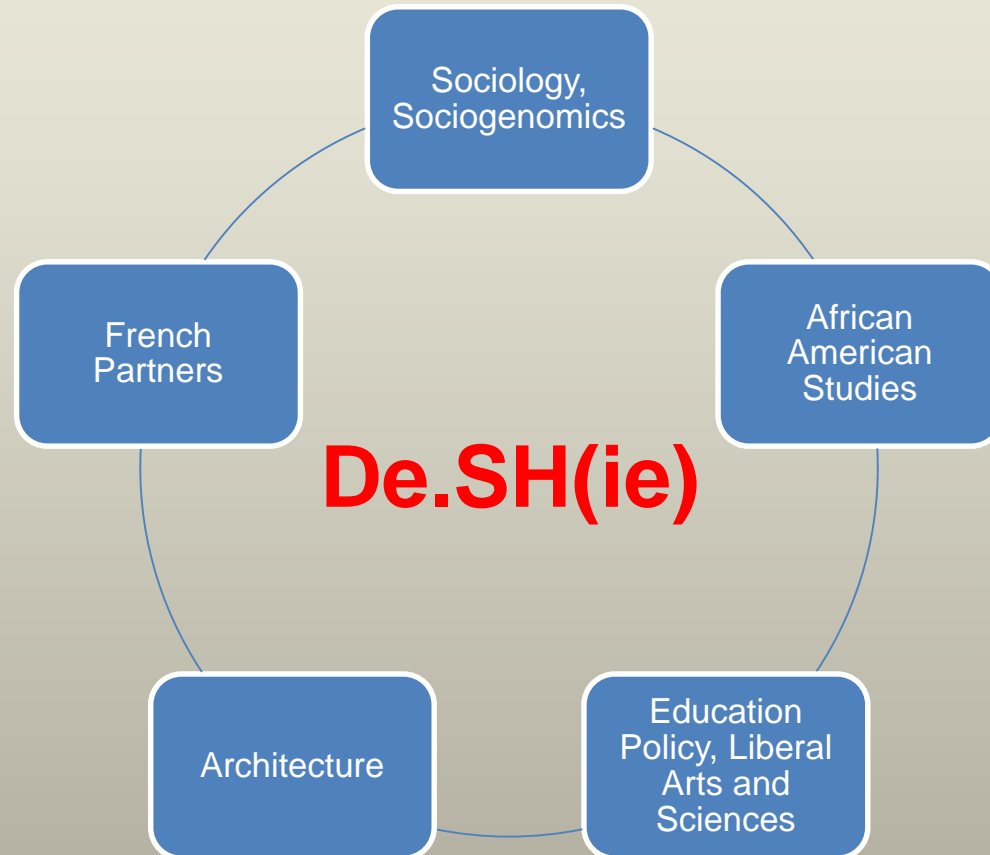 Sociology,
Sociogenomics
French
Partners
African
American
Studies
De.SH(ie)
Architecture
Education
Policy, Liberal
Arts and
Sciences